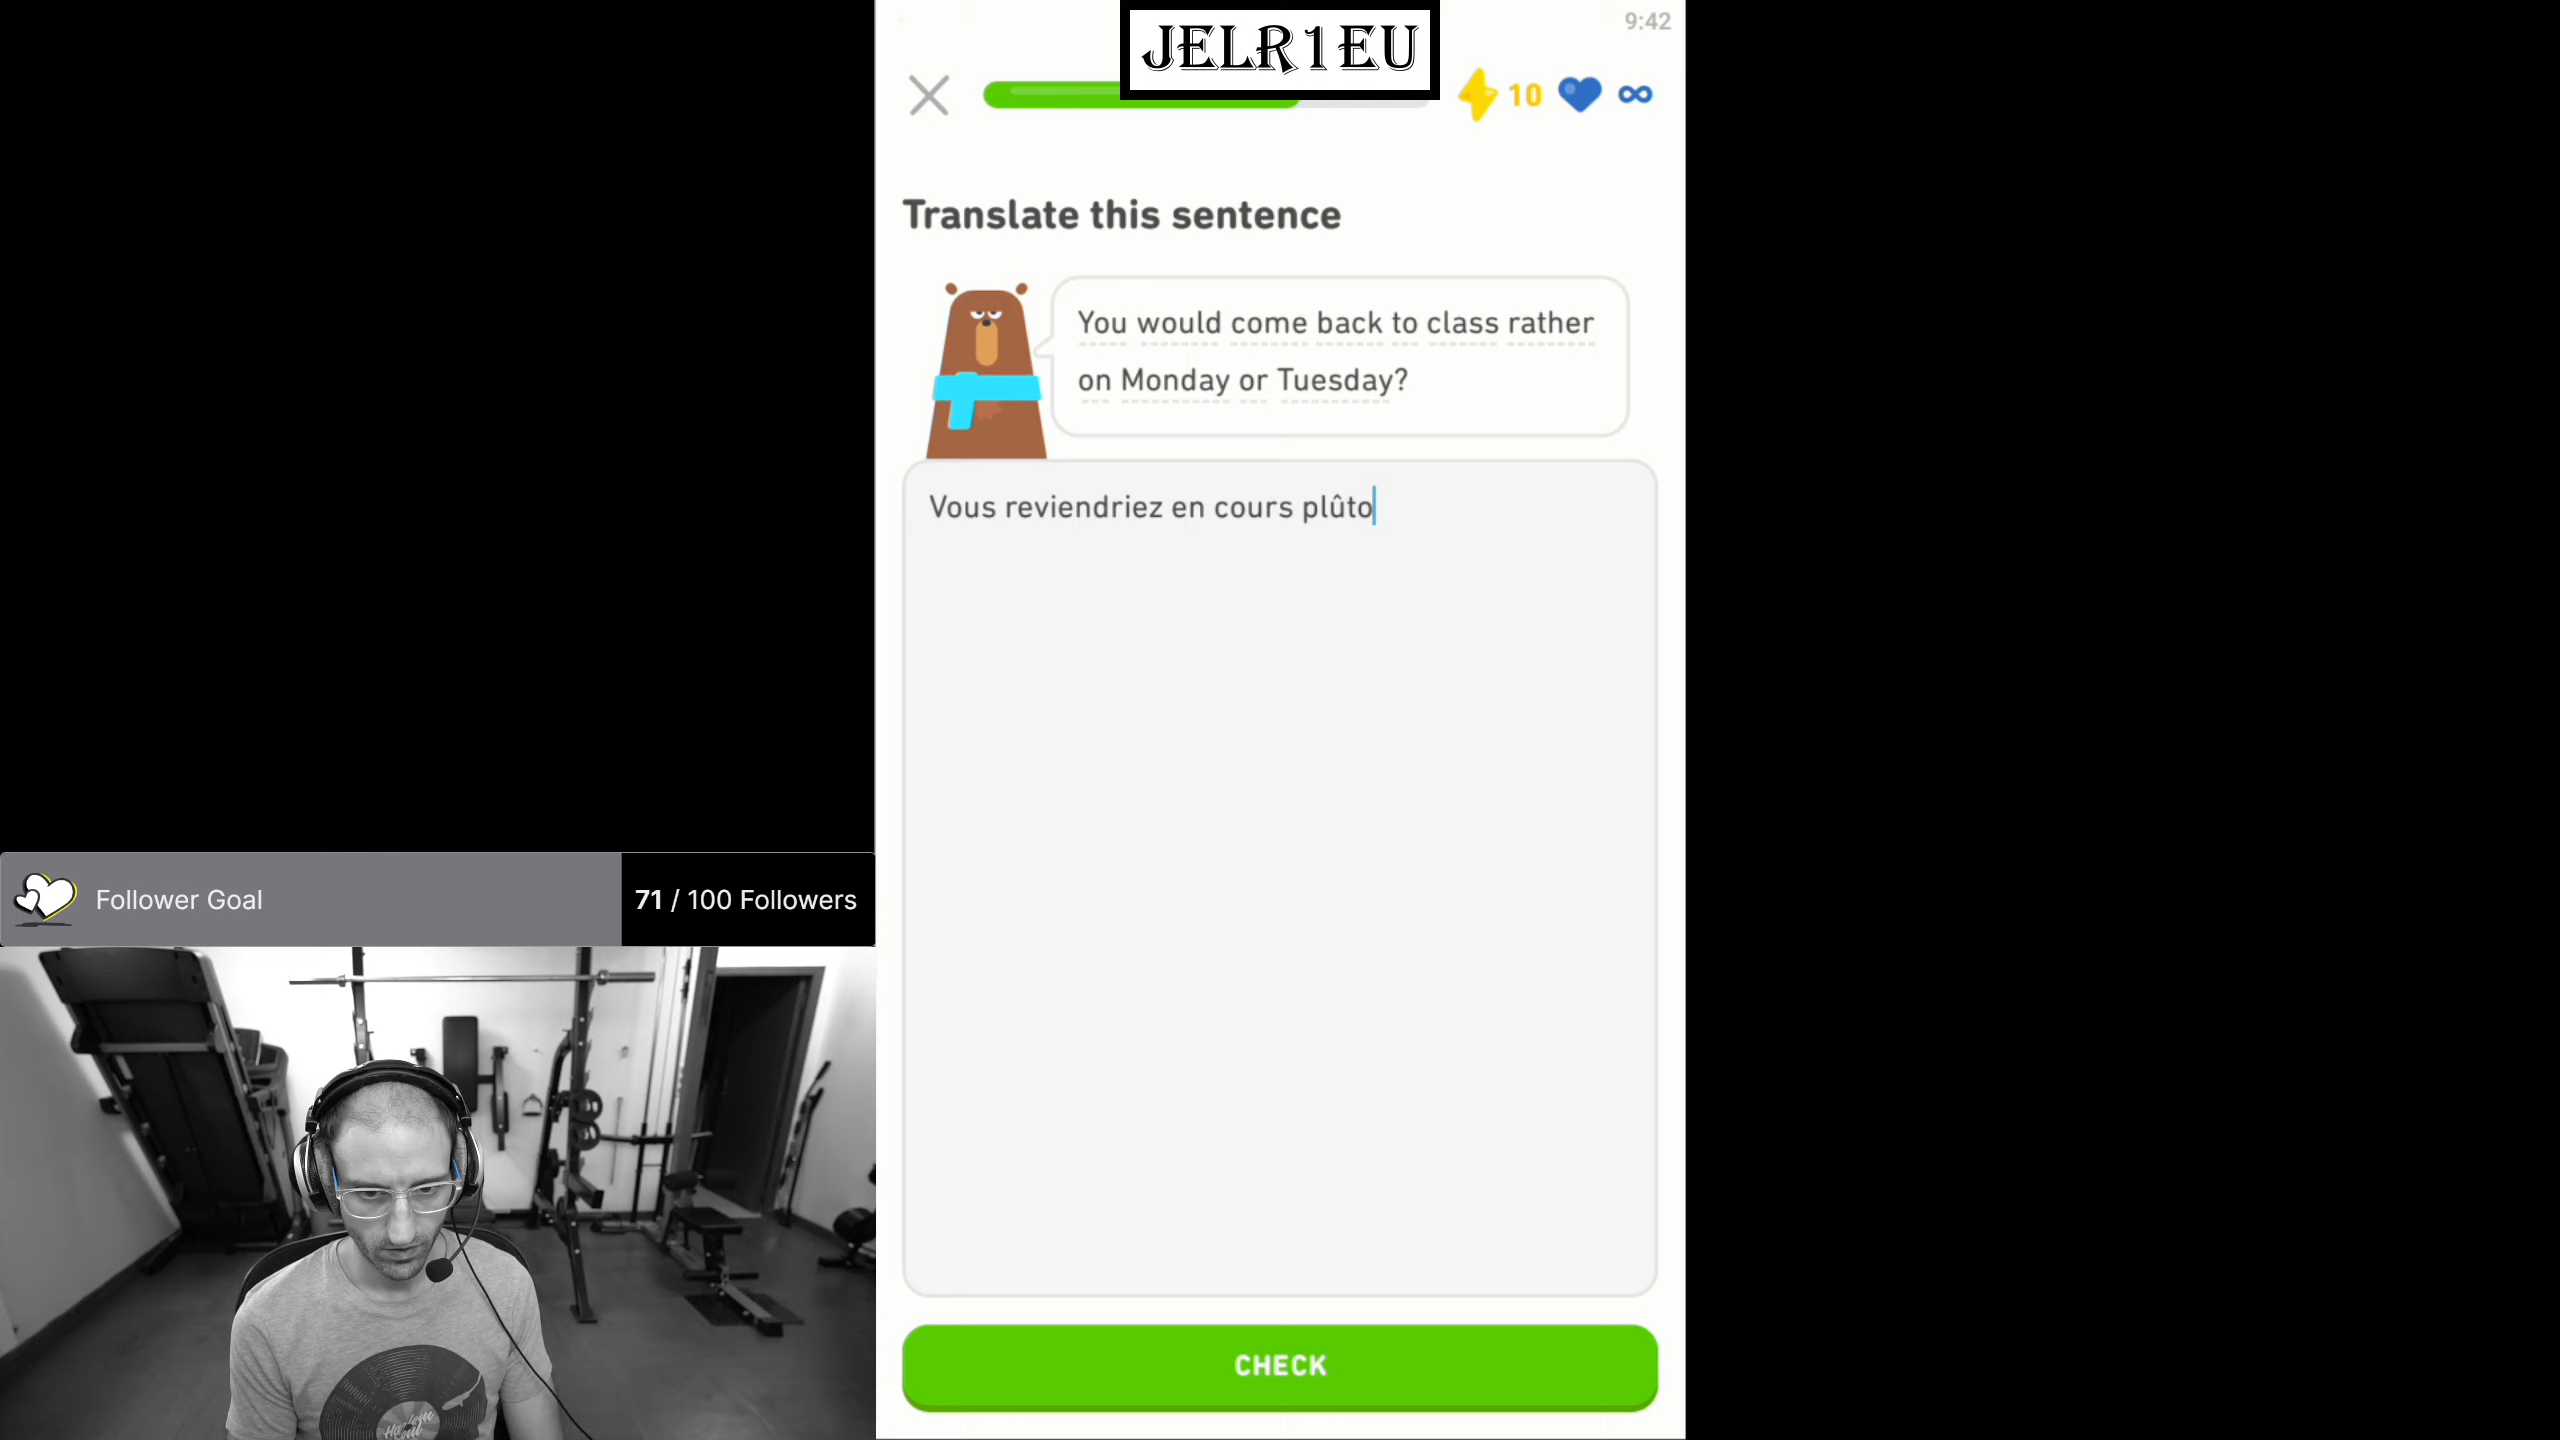 JELR1EU
9:42
10
Translate this sentence
You would come back to class rather
on Monday or Tuesday?
Vous reviendriez en cours plûto
Follower Goal
71 / 100 Followers
CHECK